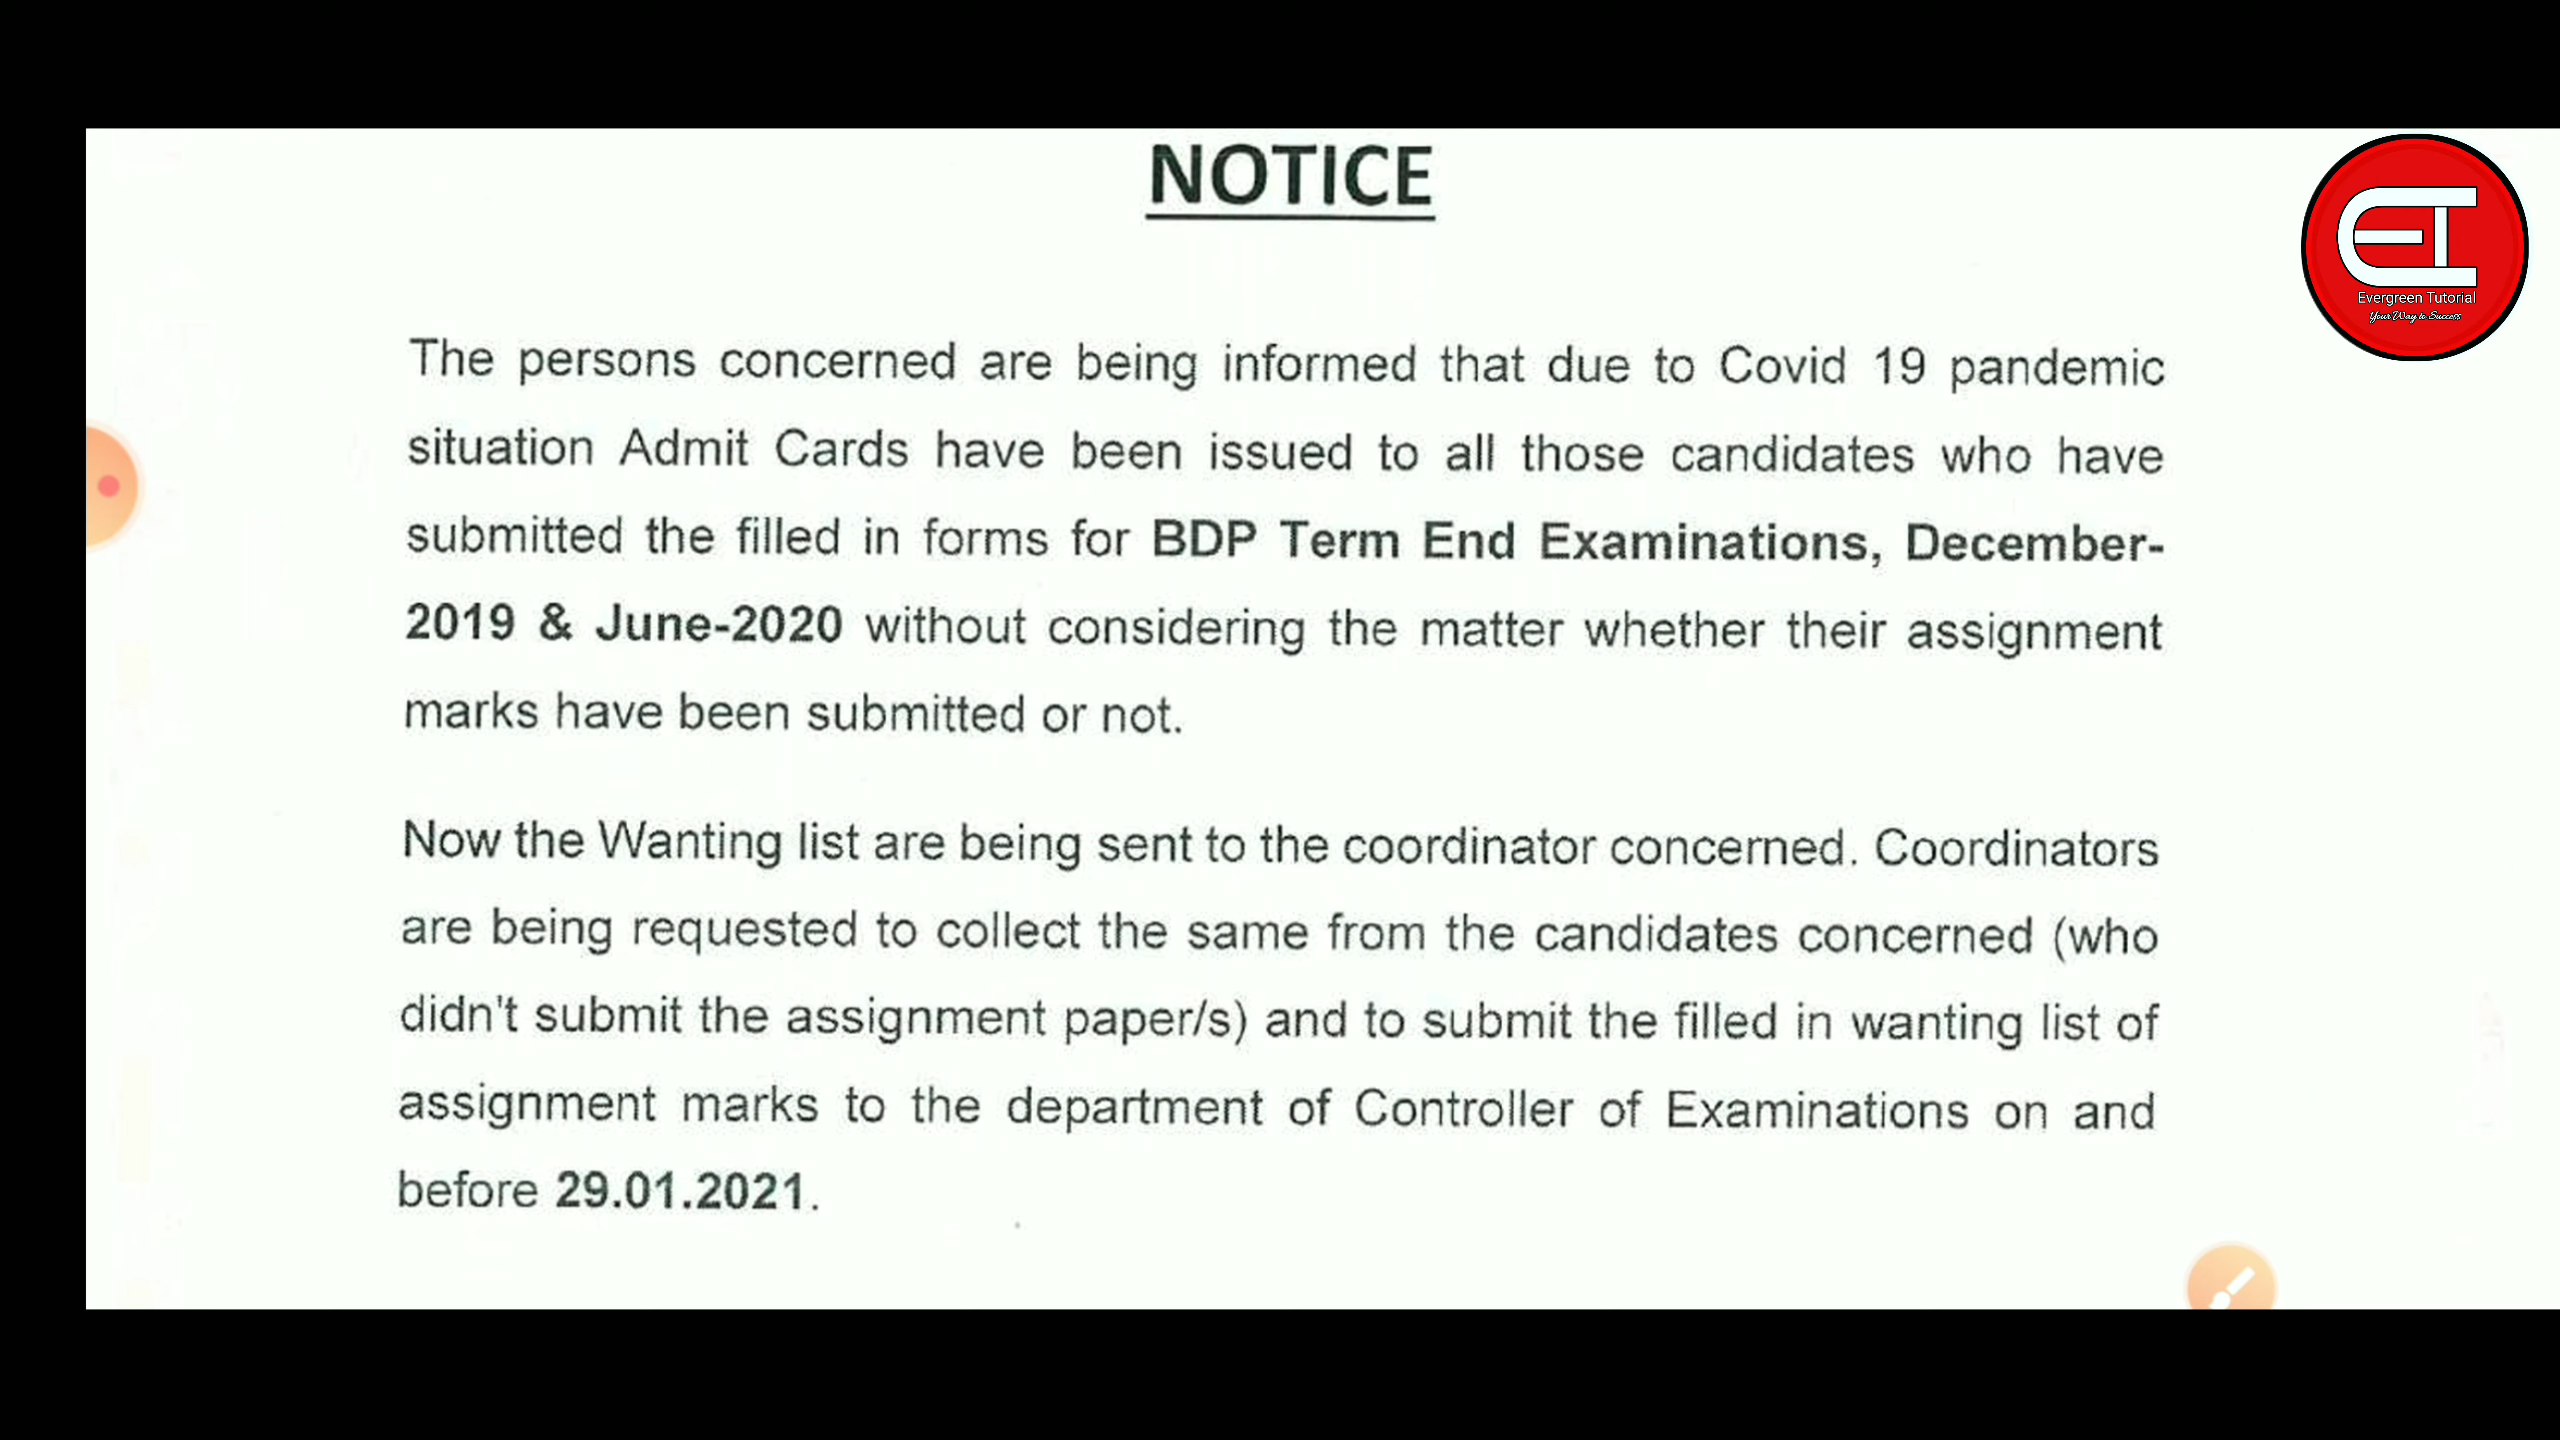 NOTICE
Evergreen Tutorial
Your Way to Success
The persons concerned are being informed that due to Covid 19 pandemic
situation Admit Cards have been issued to all those candidates who have
submitted the filled in forms for BDP Term End Examinations, December-
2019 & June-2020 without considering the matter whether their assignment
marks have been submitted or not.
Now the Wanting list are being sent to the coordinator concerned. Coordinators
are being requested to collect the same from the candidates concerned (who
didn't submit the assignment paper/s) and to submit the filled in wanting list of
assignment marks to the department of Controller of Examinations on and
before 29.01.2021.